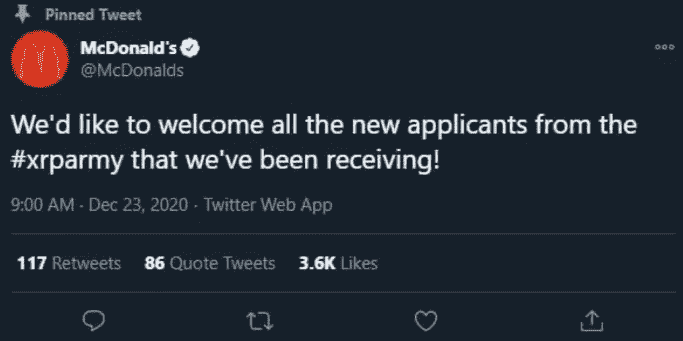 Pinned Tweet
McDonald's
@McDonalds
We'd like to welcome all the new applicants from the
#xrparmy that we've been receiving!
9:00 AM · Dec 23, 2020 · Twitter Web App
117 Retweets 86 Quote Tweets 3.6K Likes